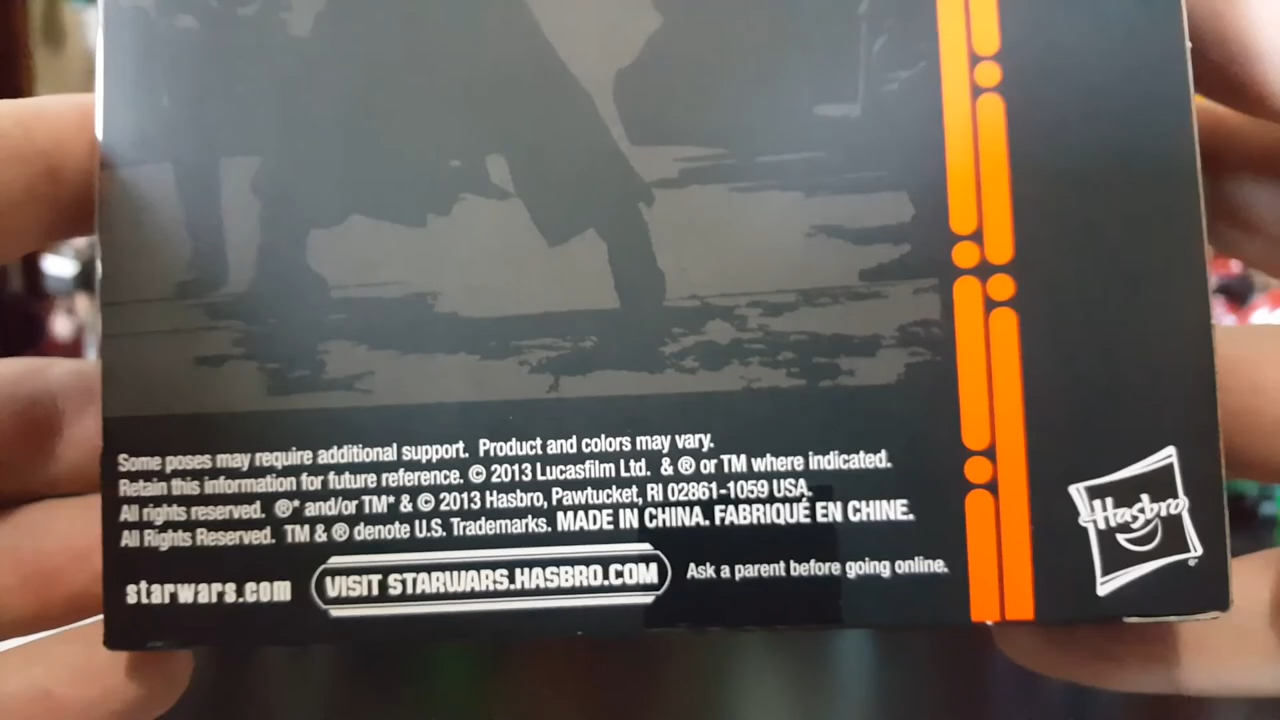 Some poses may require additional support. Product and colors may vary.
Retain this information for future reference. © 2013 Lucasfilm Ltd. & ® or TM where indicated.
All rights reserved. ®* and/or TM* & © 2013 Hasbro, Pawtucket, RI 02861-1059 USA.
All Rights Reserved. TM & ® denote U.S. Trademarks. MADE IN CHINA. FABRIQUÉ EN CHINE.
starwars.com
VISIT STARWARS.HASBRO.COM
Ask a parent before going online.
Hasbro